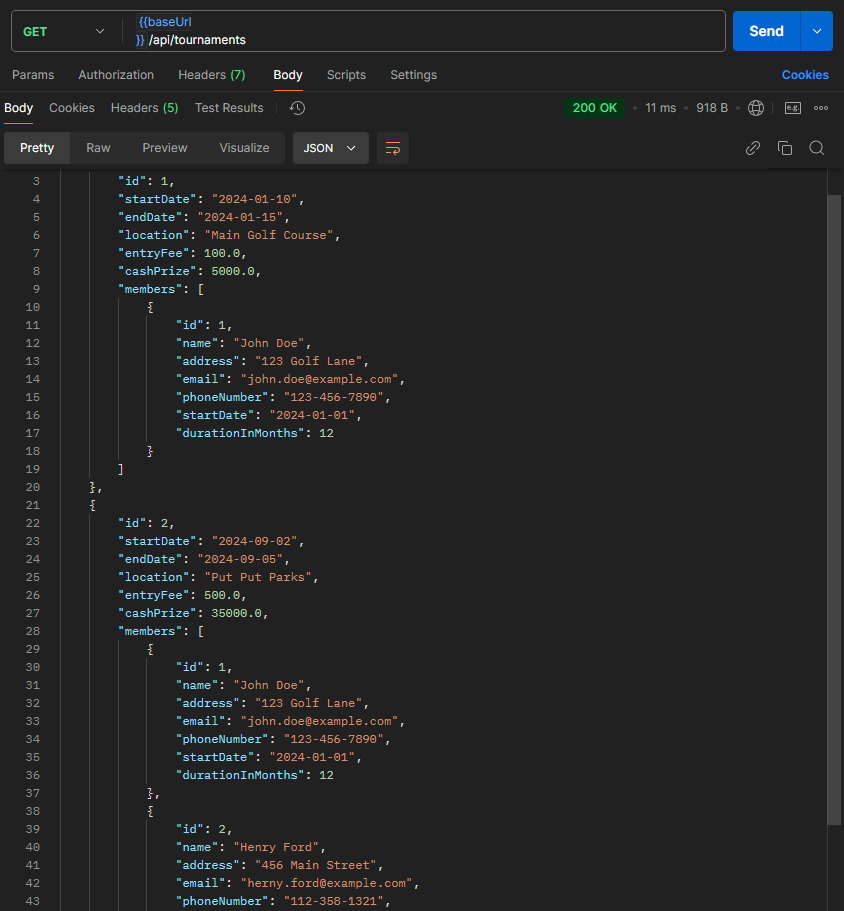 GET
{{baseUrl
}} /api/tournaments
Send
Params Authorization Headers (7) Body Scripts Settings Cookies
Body Cookies Headers (5) Test Results 200 OK • 11 ms • 918 B • e.g.
Pretty Raw Preview Visualize JSON
3 "id": 1,
4 "startDate": "2024-01-10",
5 "endDate": "2024-01-15",
6 "location": "Main Golf Course",
7 "entryFee": 100.0,
8 "cashPrize": 5000.0,
9 "members": [
10 {
11 "id": 1,
12 "name": "John Doe",
13 "address": "123 Golf Lane",
14 "email": "john.doe@example.com",
15 "phoneNumber": "123-456-7890",
16 "startDate": "2024-01-01",
17 "durationInMonths": 12
18 }
19 ]
20 },
21 {
22 "id": 2,
23 "startDate": "2024-09-02",
24 "endDate": "2024-09-05",
25 "location": "Put Put Parks",
26 "entryFee": 500.0,
27 "cashPrize": 35000.0,
28 "members": [
29 {
30 "id": 1,
31 "name": "John Doe",
32 "address": "123 Golf Lane",
33 "email": "john.doe@example.com",
34 "phoneNumber": "123-456-7890",
35 "startDate": "2024-01-01",
36 "durationInMonths": 12
37 },
38 {
39 "id": 2,
40 "name": "Henry Ford",
41 "address": "456 Main Street",
42 "email": "herny.ford@example.com",
43 "phoneNumber": "112-358-1321",